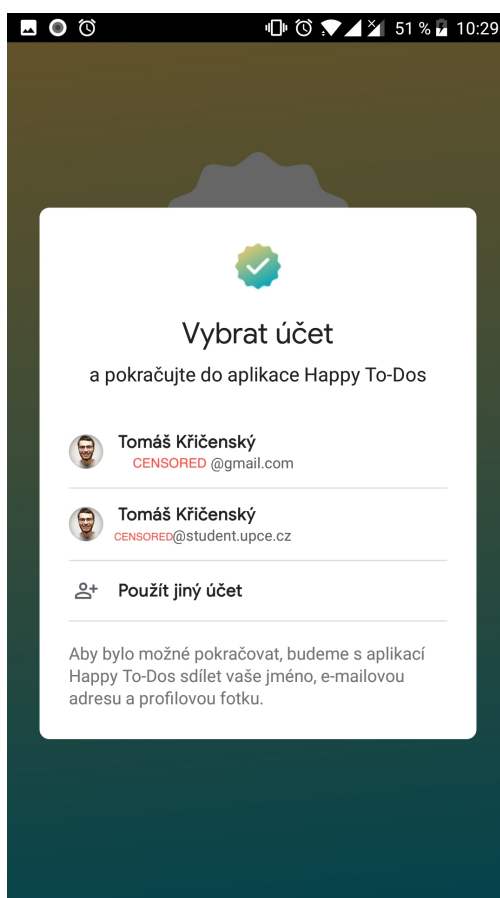 51 % 10:29
Vybrat účet
a pokračujte do aplikace Happy To-Dos
Tomáš Křičenský
CENSORED @gmail.com
Tomáš Křičenský
CENSORED@student.upce.cz
Použít jiný účet
Aby bylo možné pokračovat, budeme s aplikací
Happy To-Dos sdílet vaše jméno, e-mailovou
adresu a profilovou fotku.